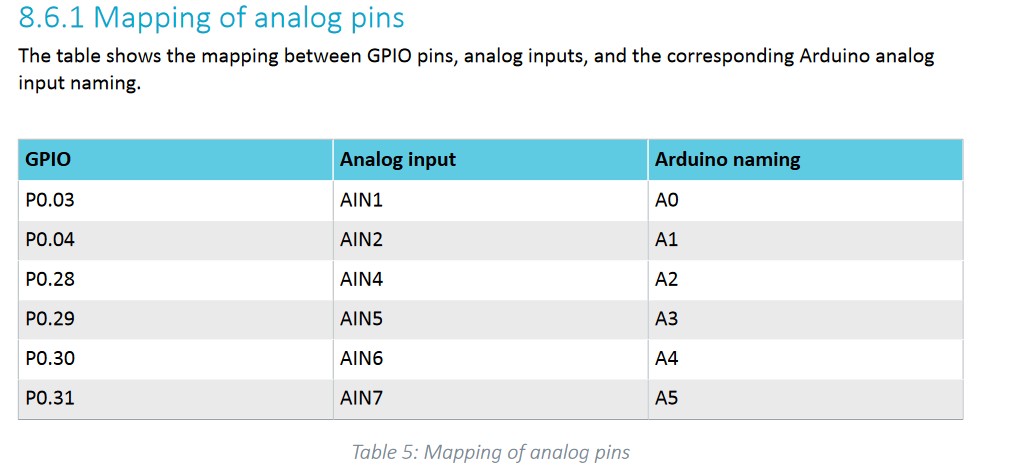 8.6.1 Mapping of analog pins
The table shows the mapping between GPIO pins, analog inputs, and the corresponding Arduino analog
input naming.
GPIO Analog input Arduino naming
P0.03 AIN1 A0
P0.04 AIN2 A1
P0.28 AIN4 A2
P0.29 AIN5 A3
P0.30 AIN6 A4
P0.31 AIN7 A5
Table 5: Mapping of analog pins